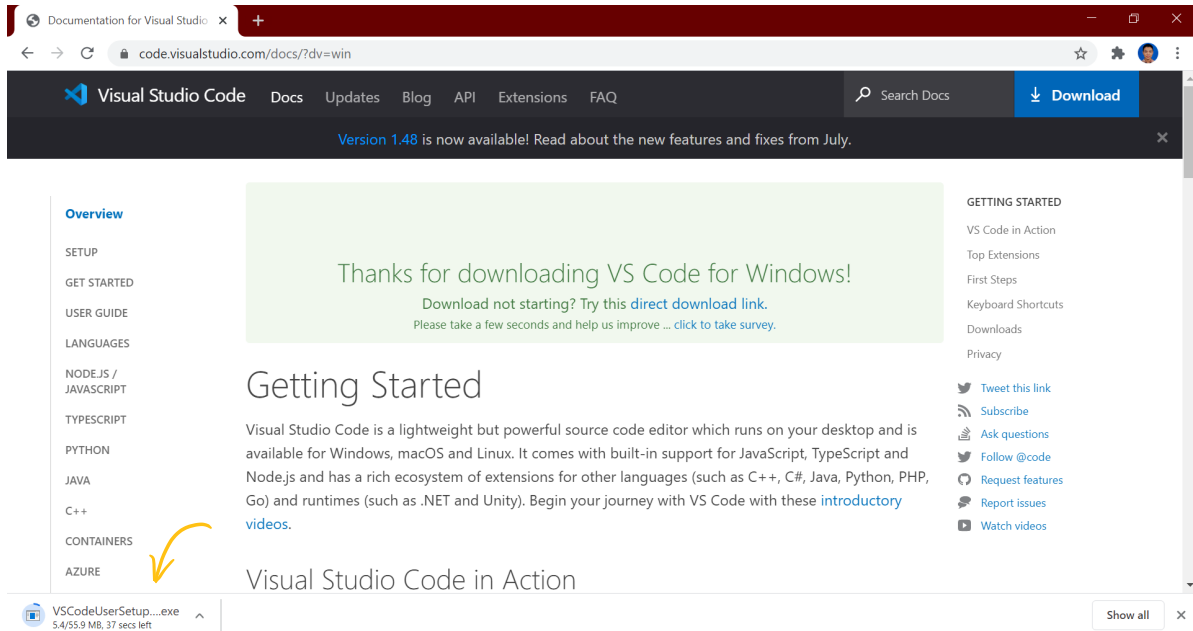 Documentation for Visual Studio
code.visualstudio.com/docs/?dv=win
Visual Studio Code Docs Updates Blog API Extensions FAQ Search Docs Download
Version 1.48 is now available! Read about the new features and fixes from July.
Overview
SETUP
GET STARTED
USER GUIDE
LANGUAGES
NODE.JS /
JAVASCRIPT
TYPESCRIPT
PYTHON
JAVA
C++
CONTAINERS
AZURE
Thanks for downloading VS Code for Windows!
Download not starting? Try this direct download link.
Please take a few seconds and help us improve ... click to take survey.
Getting Started
Visual Studio Code is a lightweight but powerful source code editor which runs on your desktop and is
available for Windows, macOS and Linux. It comes with built-in support for JavaScript, TypeScript and
Node.js and has a rich ecosystem of extensions for other languages (such as C++, C#, Java, Python, PHP,
Go) and runtimes (such as .NET and Unity). Begin your journey with VS Code with these introductory
videos.
Visual Studio Code in Action
GETTING STARTED
VS Code in Action
Top Extensions
First Steps
Keyboard Shortcuts
Downloads
Privacy
Tweet this link
Subscribe
Ask questions
Follow @code
Request features
Report issues
Watch videos
VSCodeUserSetup....exe
5.4/55.9 MB, 37 secs left
Show all